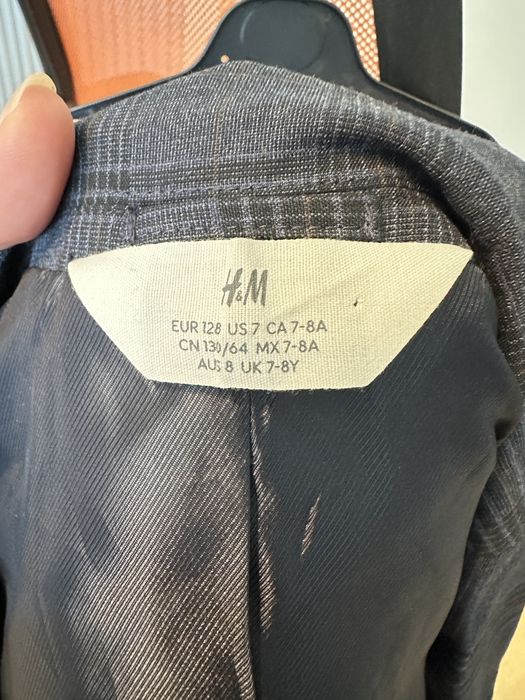 H&M
EUR 128 US 7 CA 7-8A
CN 130/64 MX 7-8A
AUS 8 UK 7-8Y